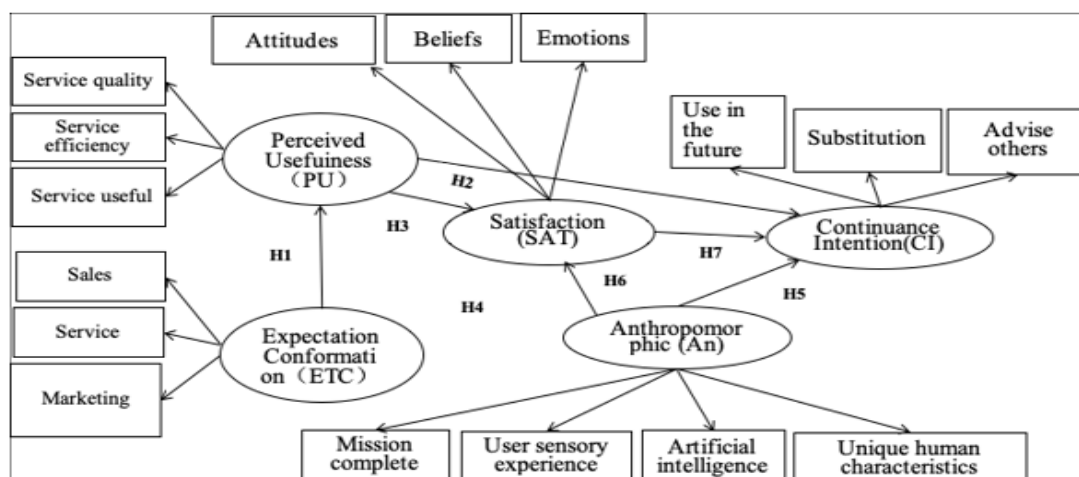 Attitudes
Beliefs
Emotions
Service quality
Service
efficiency
Service useful
Perceived
Usefuiness
（PU）
Use in
the
future
Substitution
Advise
others
H2
H3
Satisfaction
(SAT)
Continuance
Intention(CI)
H1
H7
H6
H5
H4
Sales
Service
Marketing
Expectation
Conformati
on（ETC）
Anthropomor
phic (An)
Mission
complete
User sensory
experience
Artificial
intelligence
Unique human
characteristics